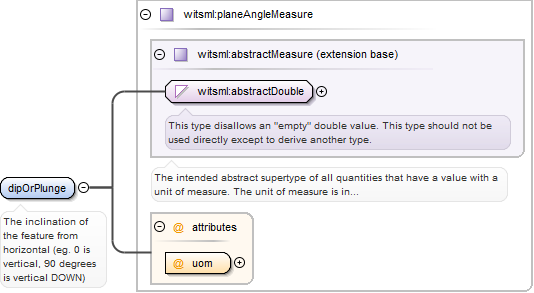 witsml:planeAngleMeasure
witsml:abstractMeasure (extension base)
witsml:abstractDouble
This type disallows an "empty" double value. This type should not be
used directly except to derive another type.
The intended abstract supertype of all quantities that have a value with a
unit of measure. The unit of measure is in...
dipOrPlunge
The inclination of
the feature from
horizontal (eg. 0 is
vertical, 90 degrees
is vertical DOWN)
@ attributes
@ uom